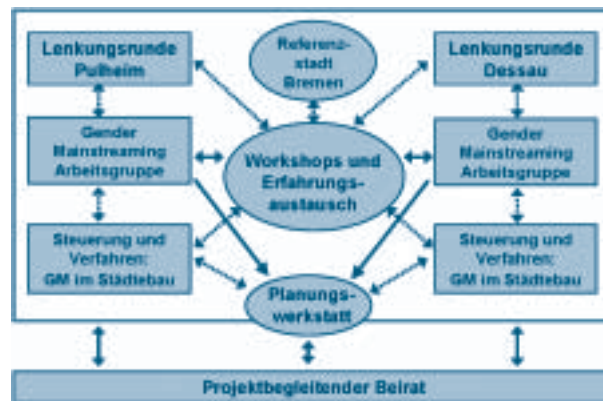 Lenkungsrunde
Pulheim
Referenz-
stadt
Bremen
Lenkungsrunde
Dessau
Gender
Mainstreaming
Arbeitsgruppe
Workshops und
Erfahrungs-
austausch
Gender
Mainstreaming
Arbeitsgruppe
Steuerung und
Verfahren:
GM im Städtebau
Planungs-
werkstatt
Steuerung und
Verfahren:
GM im Städtebau
Projektbegleitender Beirat